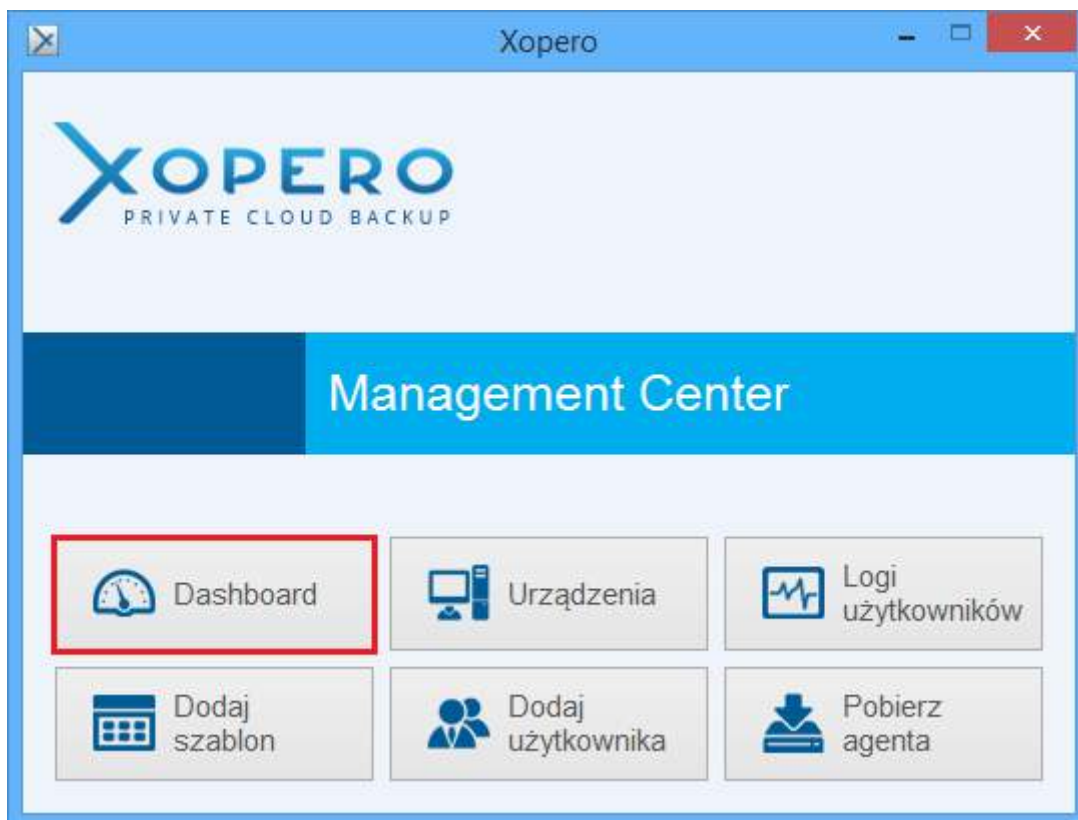 Xopero
XOPERO
PRIVATE CLOUD BACKUP
Management Center
Dashboard
Urządzenia
Logi
użytkowników
Dodaj
szablon
Dodaj
użytkownika
Pobierz
agenta